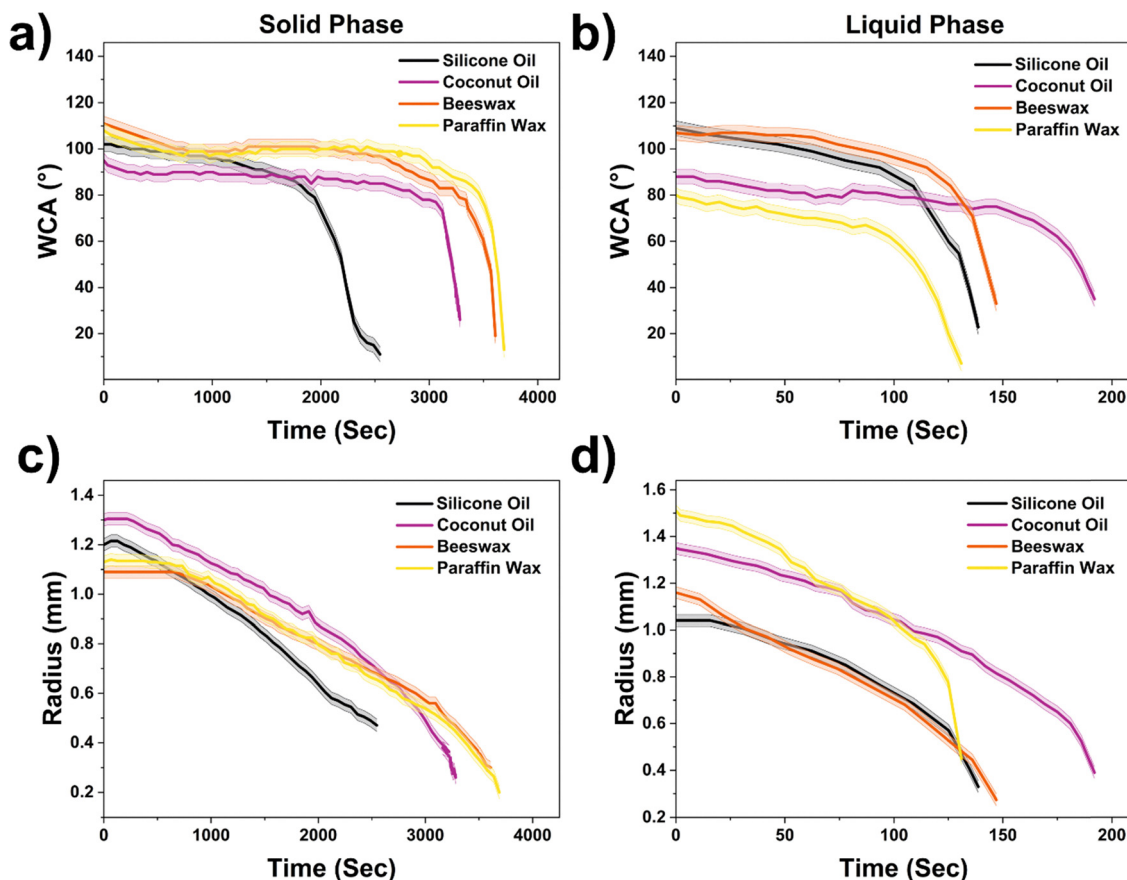 a)
Solid Phase
Silicone Oil
Coconut Oil
Beeswax
Paraffin Wax
WCA (°)
140
120
100
80
60
40
20
0
1000
2000
3000
4000
Time (Sec)
b)
Liquid Phase
Silicone Oil
Coconut Oil
Beeswax
Paraffin Wax
WCA (°)
140
120
100
80
60
40
20
0
50
100
150
200
Time (Sec)
c)
Silicone Oil
Coconut Oil
Beeswax
Paraffin Wax
Radius (mm)
1.4
1.2
1.0
0.8
0.6
0.4
0.2
0
1000
2000
3000
4000
Time (Sec)
d)
Silicone Oil
Coconut Oil
Beeswax
Paraffin Wax
Radius (mm)
1.6
1.4
1.2
1.0
0.8
0.6
0.4
0.2
0
50
100
150
200
Time (Sec)